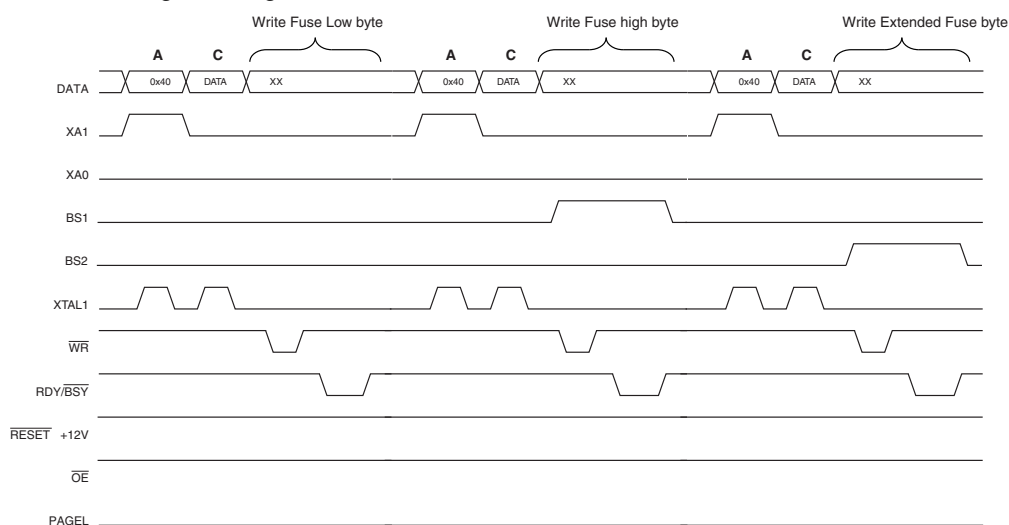 Write Fuse Low byte Write Fuse high byte Write Extended Fuse byte
A C A C A C
DATA 0x40 DATA XX 0x40 DATA XX 0x40 DATA XX
XA1
XA0
BS1
BS2
XTAL1
WR
RDY/BSY
RESET +12V
OE
PAGEL